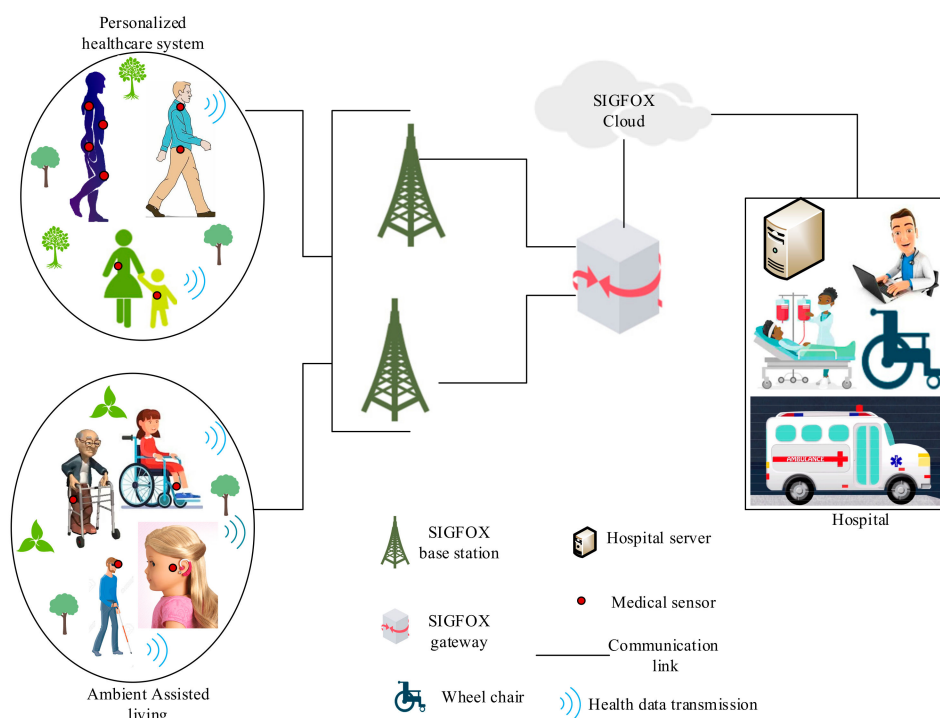 Personalized
healthcare system
SIGFOX
Cloud
AMBULANCE
Hospital
SIGFOX
base station
Hospital server
Medical sensor
SIGFOX
gateway
Communication
link
Wheel chair
Health data transmission
Ambient Assisted
living